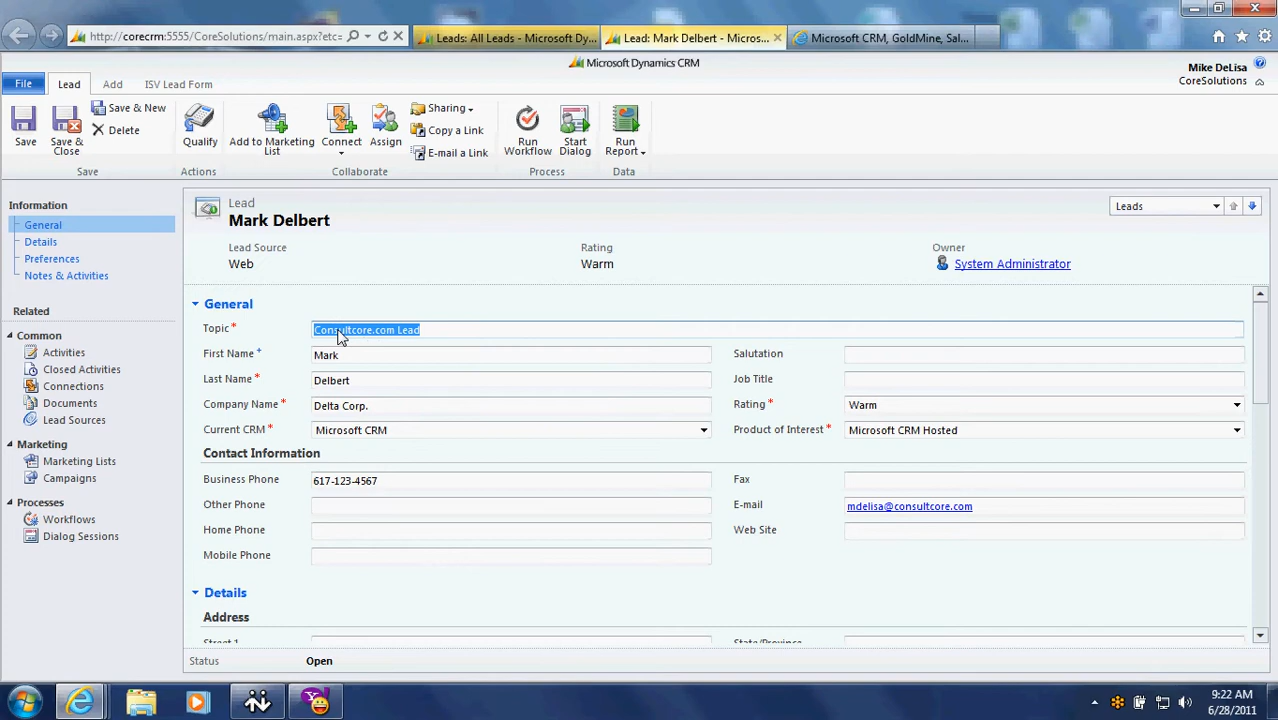 http://corecrm:5555/CoreSolutions/main.aspx?etc=
Leads: All Leads - Microsoft Dy...
Lead: Mark Delbert - Micros...
Microsoft CRM, GoldMine, Sal...
Microsoft Dynamics CRM
Mike DeLisa
CoreSolutions
File
Lead
Add
ISV Lead Form
Save
Save & Close
Save & New
Delete
Save
Qualify
Actions
Add to Marketing List
Connect
Assign
Sharing
Copy a Link
E-mail a Link
Collaborate
Run Workflow
Start Dialog
Process
Run Report
Data
Information
General
Details
Preferences
Notes & Activities
Related
Common
Activities
Closed Activities
Connections
Documents
Lead Sources
Marketing
Marketing Lists
Campaigns
Processes
Workflows
Dialog Sessions
Lead
Mark Delbert
Leads
Lead Source
Web
Rating
Warm
Owner
System Administrator
General
Topic* Consultcore.com Lead
First Name* Mark
Salutation
Last Name* Delbert
Job Title
Company Name* Delta Corp.
Rating* Warm
Current CRM* Microsoft CRM
Product of Interest* Microsoft CRM Hosted
Contact Information
Business Phone 617-123-4567
Fax
Other Phone
E-mail mdelisa@consultcore.com
Home Phone
Web Site
Mobile Phone
Details
Address
Street 1
State/Province
Status Open
9:22 AM
6/28/2011